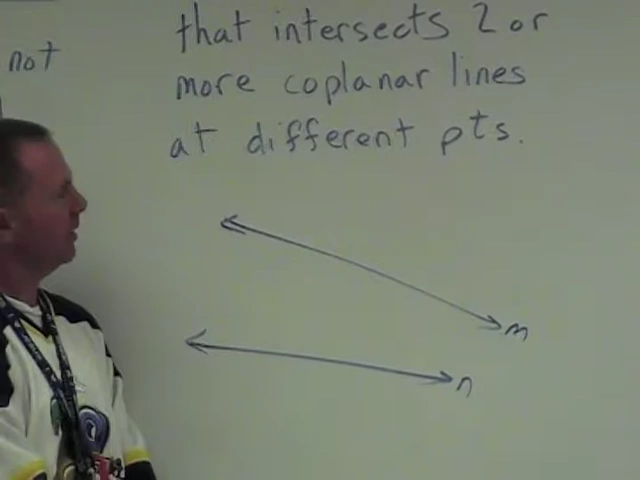 not
that intersects 2 or
more coplanar lines
at different pts.
m
n